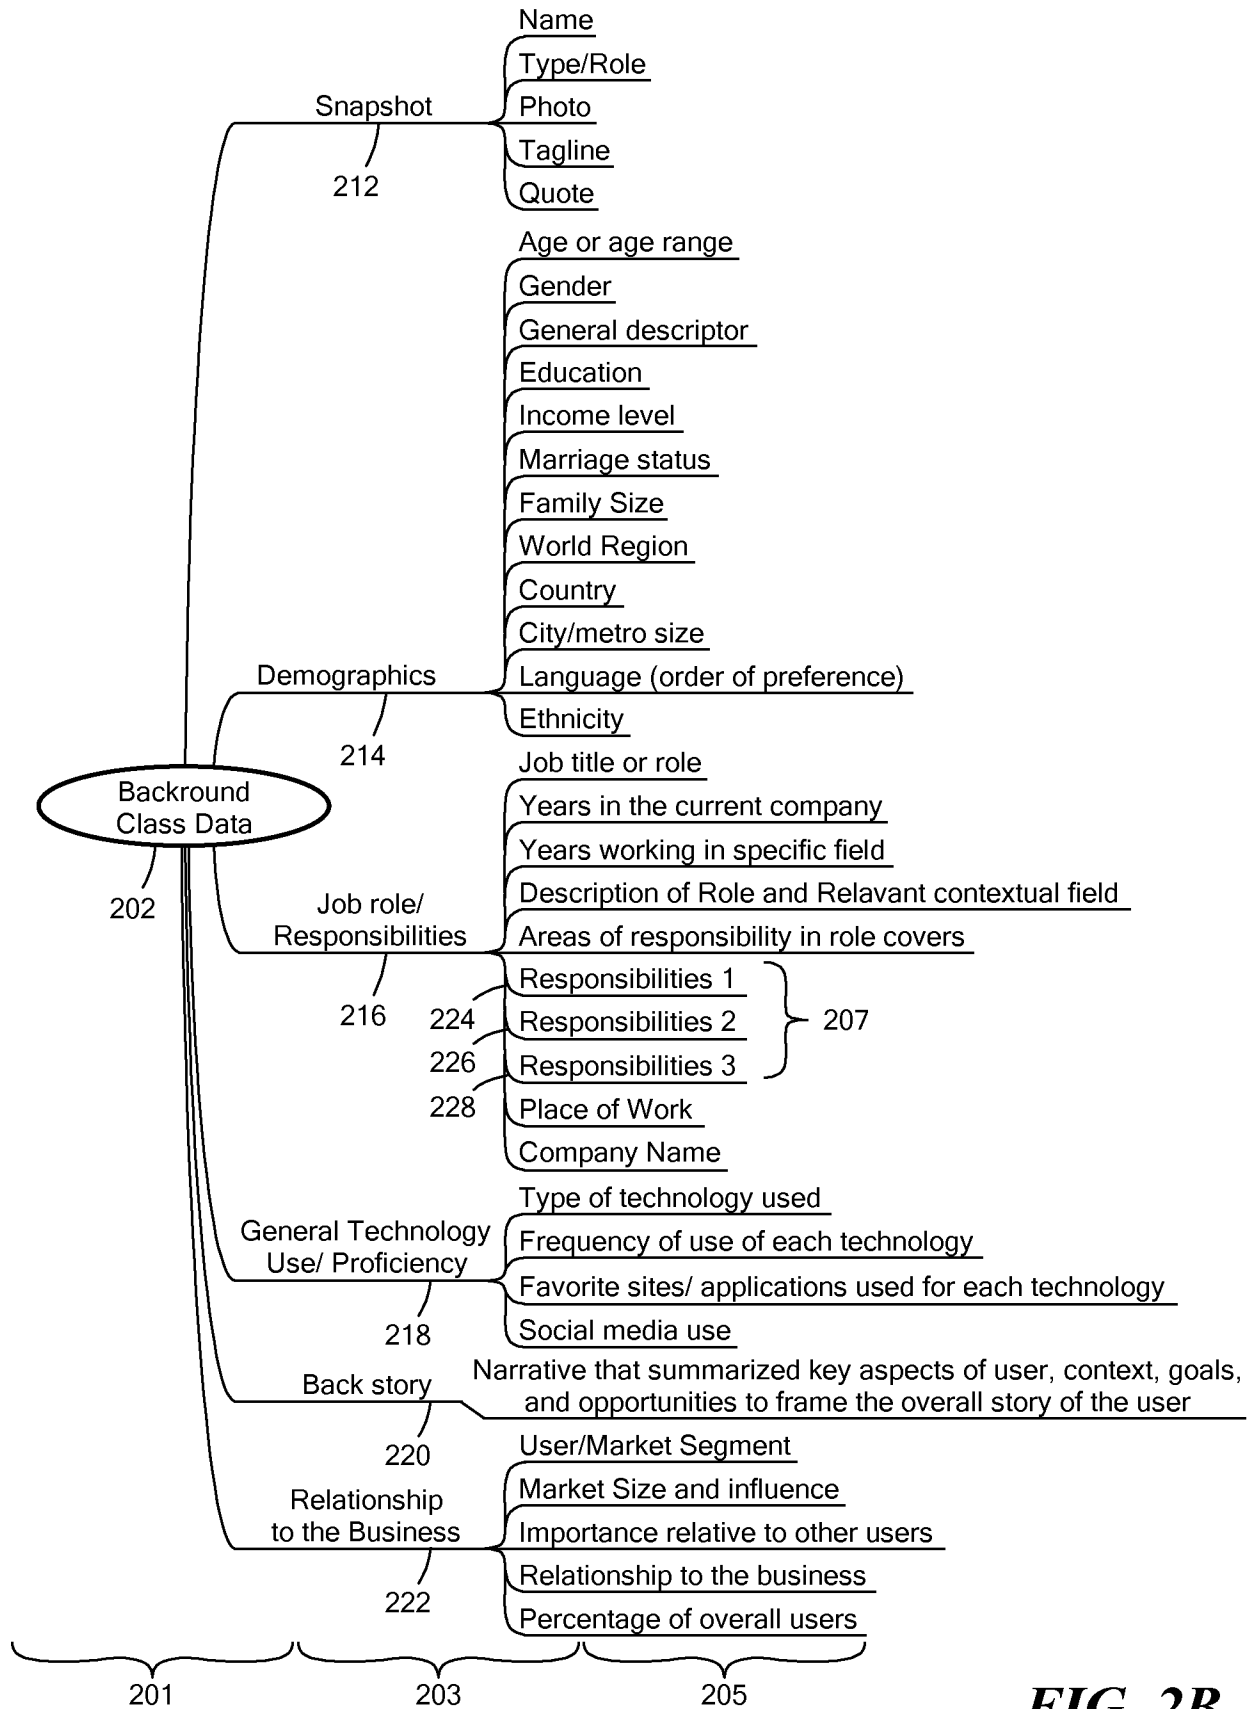 Name
Type/Role
Snapshot
Photo
Tagline
212
Quote
Age or age range
Gender
General descriptor
Education
Income level
Marriage status
Family Size
World Region
Country
City/metro size
Demographics
Language (order of preference)
Ethnicity
214
Job title or role
Backround
Class Data
202
Years in the current company
Years working in specific field
Description of Role and Relavant contextual field
Job role/
Responsibilities
Areas of responsibility in role covers
216
Responsibilities 1
224
Responsibilities 2
207
226
Responsibilities 3
228
Place of Work
Company Name
Type of technology used
General Technology
Use/ Proficiency
Frequency of use of each technology
Favorite sites/ applications used for each technology
218
Social media use
Back story
Narrative that summarized key aspects of user, context, goals,
and opportunities to frame the overall story of the user
220
User/Market Segment
Market Size and influence
Relationship
to the Business
Importance relative to other users
Relationship to the business
222
Percentage of overall users
201
203
205
FIG. 2B